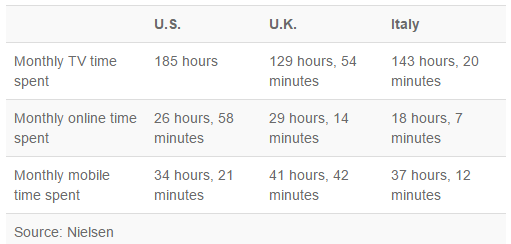 U.S. U.K. Italy
Monthly TV time 185 hours 129 hours, 54 143 hours, 20
spent minutes minutes
Monthly online time 26 hours, 58 29 hours, 14 18 hours, 7
spent minutes minutes minutes
Monthly mobile 34 hours, 21 41 hours, 42 37 hours, 12
time spent minutes minutes minutes
Source: Nielsen